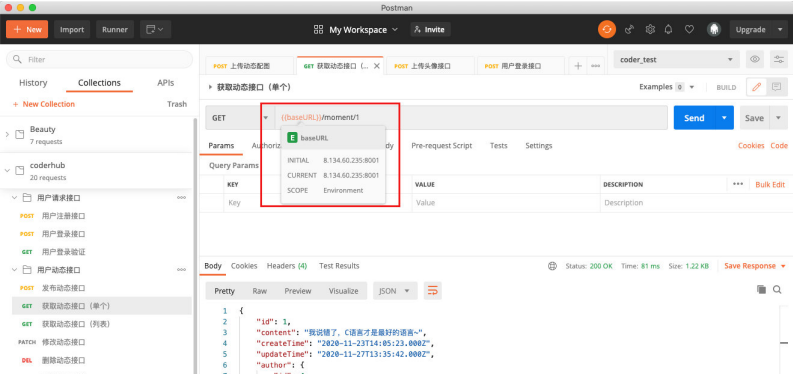 Postman
+ New
Import
Runner
My Workspace
Invite
Upgrade
Filter
History
Collections
APIs
+ New Collection
Trash
Beauty
7 requests
coderhub
20 requests
用户请求接口
POST 用户注册接口
POST 用户登录接口
GET 用户登录验证
用户动态接口
POST 发布动态接口
GET 获取动态接口（单个）
GET 获取动态接口（列表）
PATCH 修改动态接口
DEL 删除动态接口
POST 上传动态配图
GET 获取动态接口（... ×
POST 上传头像接口
POST 用户登录接口
+ •••
coder_test
获取动态接口（单个）
Examples 0
BUILD
GET
{{baseURL}}/moment/1
Send
Save
E baseURL
INITIAL 8.134.60.235:8001
CURRENT 8.134.60.235:8001
SCOPE Environment
Params
Authoriz
dy
Pre-request Script
Tests
Settings
Cookies Code
Query Params
KEY
VALUE
DESCRIPTION
••• Bulk Edit
Key
Value
Description
Body Cookies Headers (4) Test Results
Status: 200 OK Time: 81 ms Size: 1.22 KB Save Response
Pretty Raw Preview Visualize JSON
1 {
2 "id": 1,
3 "content": "我说错了，C语言才是最好的语言~",
4 "createTime": "2020-11-23T14:05:23.000Z",
5 "updateTime": "2020-11-27T13:35:42.000Z",
6 "author": {